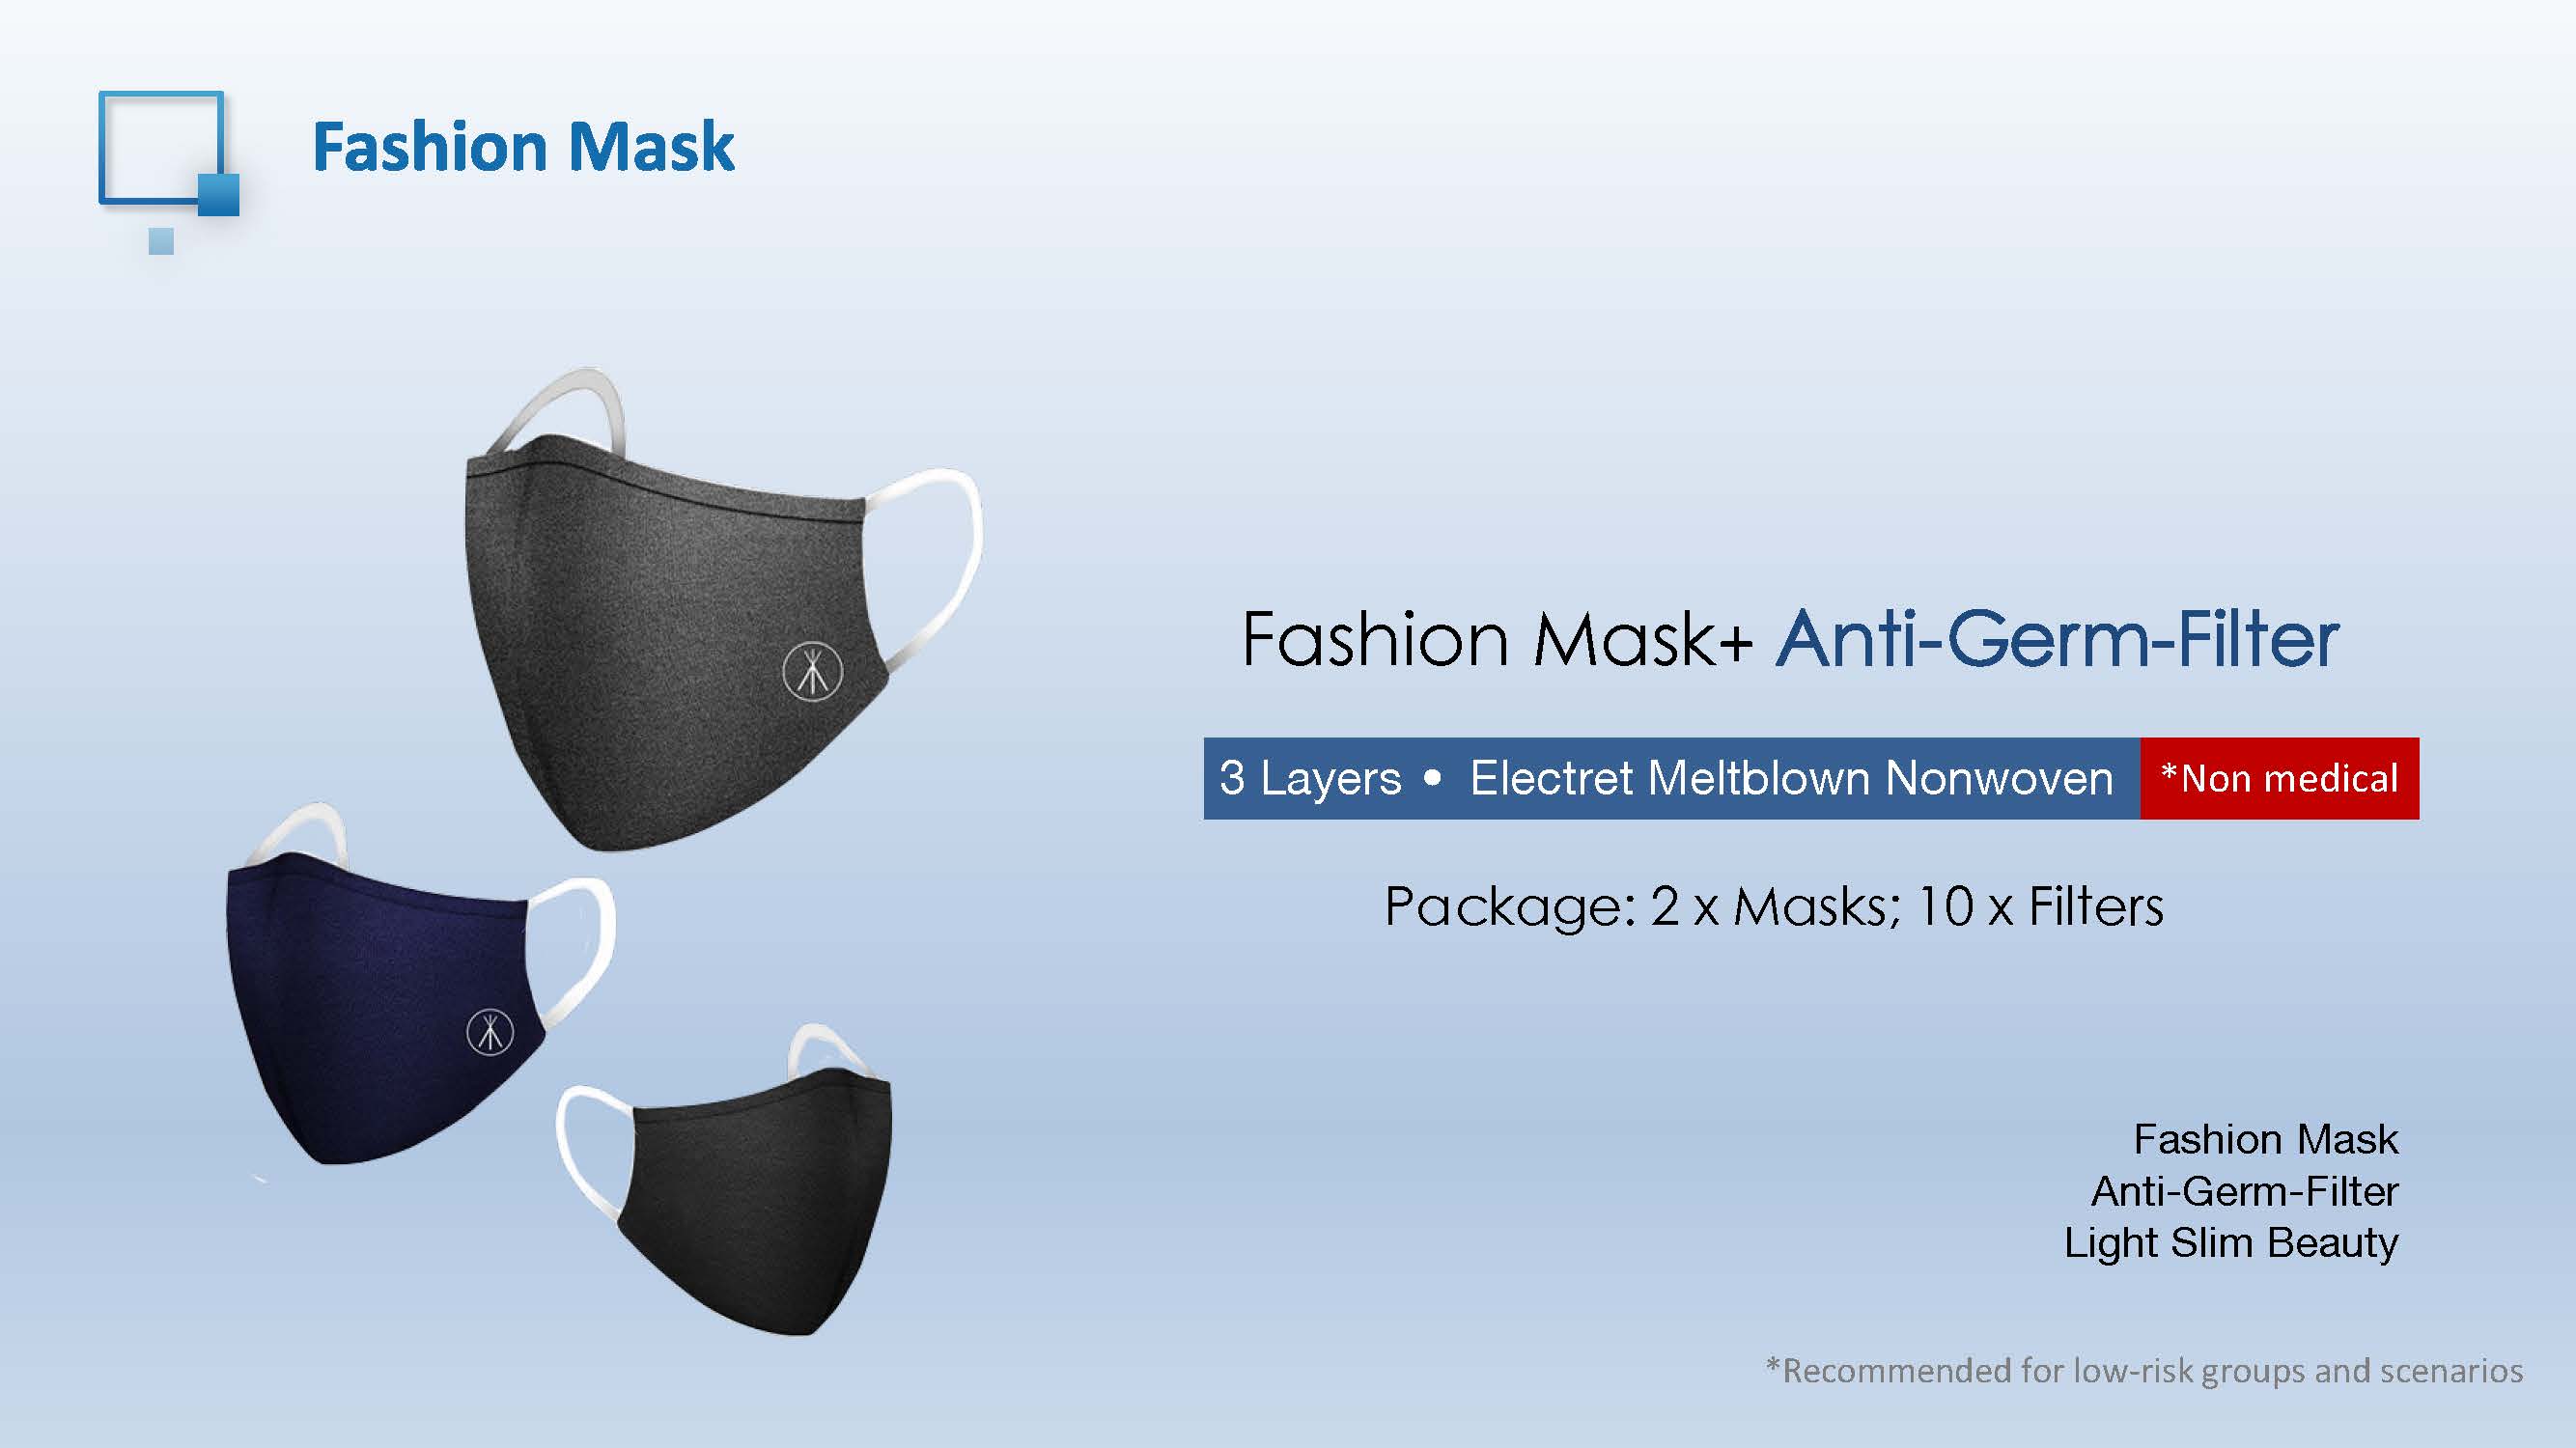 Fashion Mask
Fashion Mask+ Anti-Germ-Filter
3 Layers • Electret Meltblown Nonwoven *Non medical
Package: 2 x Masks; 10 x Filters
Fashion Mask
Anti-Germ-Filter
Light Slim Beauty
*Recommended for low-risk groups and scenarios